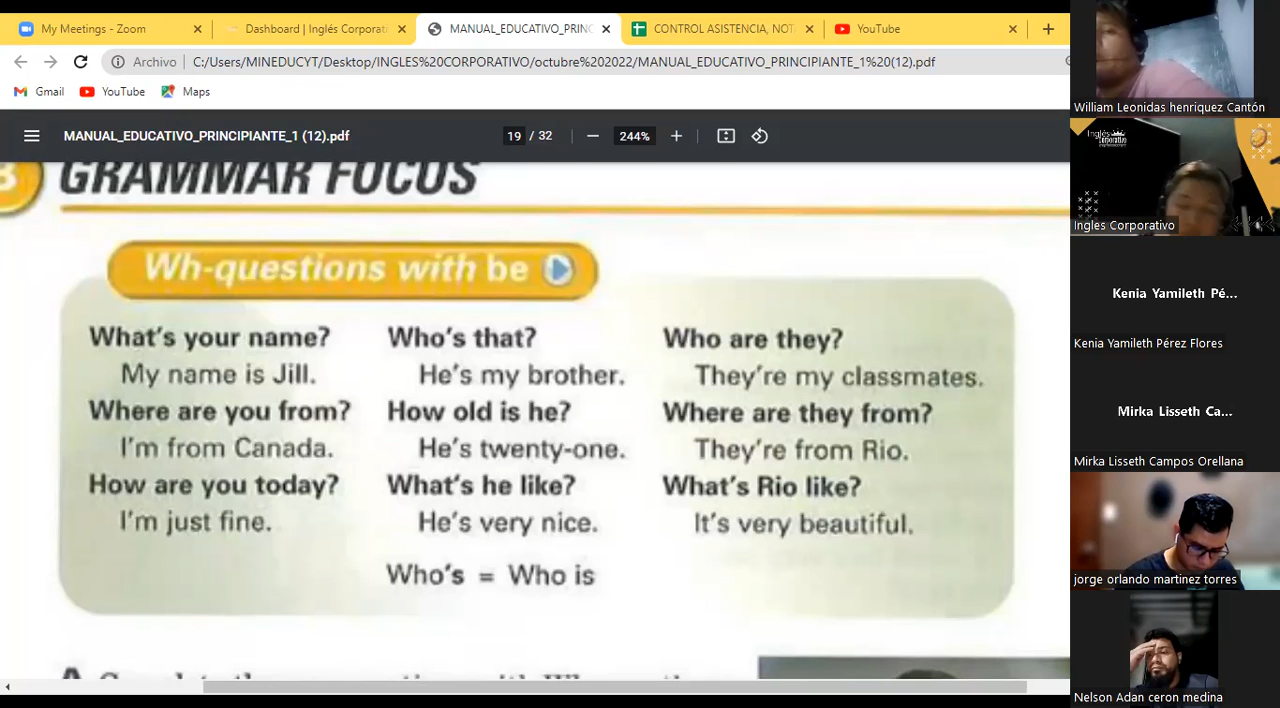 My Meetings - Zoom
Dashboard | Inglés Corporati
MANUAL_EDUCATIVO_PRINC
CONTROL ASISTENCIA, NOT
YouTube
Archivo
C:/Users/MINEDUCYT/Desktop/INGLES%20CORPORATIVO/octubre%202022/MANUAL_EDUCATIVO_PRINCIPIANTE_1%20(12).pdf
Gmail
YouTube
Maps
MANUAL_EDUCATIVO_PRINCIPIANTE_1 (12).pdf
19 / 32
244%
GRAMMAR FOCUS
Wh-questions with be
What's your name?
My name is Jill.
Where are you from?
I'm from Canada.
How are you today?
I'm just fine.
Who's that?
He's my brother.
How old is he?
He's twenty-one.
What's he like?
He's very nice.
Who's = Who is
Who are they?
They're my classmates.
Where are they from?
They're from Rio.
What's Rio like?
It's very beautiful.
William Leonidas henriquez Cantón
Inglés
Corporativo
Ingles Corporativo
Kenia Yamileth Pé...
Kenia Yamileth Pérez Flores
Mirka Lisseth Ca...
Mirka Lisseth Campos Orellana
jorge orlando martinez torres
Nelson Adan ceron medina